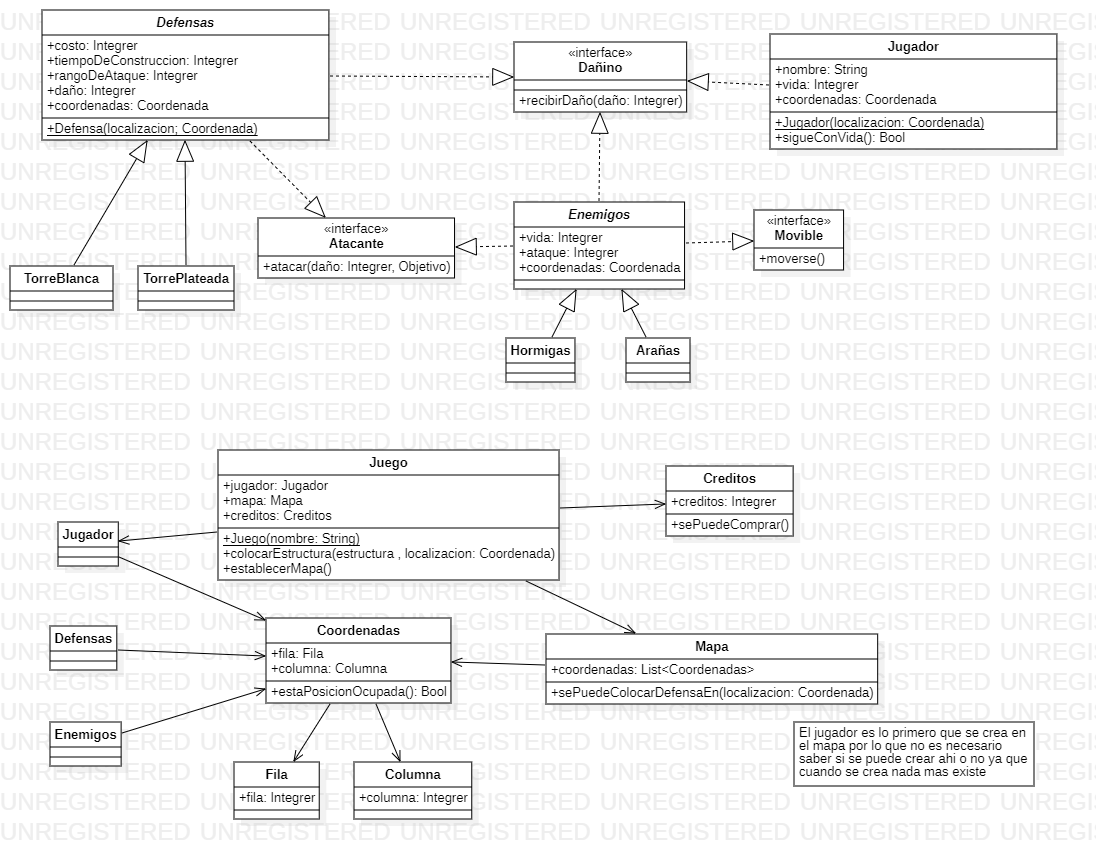 Defensas
+costo: Integrer
+tiempoDeConstruccion: Integrer
+rangoDeAtaque: Integrer
+daño: Integrer
+coordenadas: Coordenada
+Defensa(localizacion; Coordenada)
«interface»
Dañino
+recibirDaño(daño: Integrer)
Jugador
+nombre: String
+vida: Integrer
+coordenadas: Coordenada
+Jugador(localizacion: Coordenada)
+sigueConVida(): Bool
TorreBlanca
TorrePlateada
«interface»
Atacante
+atacar(daño: Integrer, Objetivo)
Enemigos
+vida: Integrer
+ataque: Integrer
+coordenadas: Coordenada
«interface»
Movible
+moverse()
Hormigas
Arañas
Juego
+jugador: Jugador
+mapa: Mapa
+creditos: Creditos
+Juego(nombre: String)
+colocarEstructura(estructura , localizacion: Coordenada)
+establecerMapa()
Creditos
+creditos: Integrer
+sePuedeComprar()
Jugador
Defensas
Enemigos
Coordenadas
+fila: Fila
+columna: Columna
+estaPosicionOcupada(): Bool
Mapa
+coordenadas: List<Coordenadas>
+sePuedeColocarDefensaEn(localizacion: Coordenada)
Fila
+fila: Integrer
Columna
+columna: Integrer
El jugador es lo primero que se crea en
el mapa por lo que no es necesario
saber si se puede crear ahi o no ya que
cuando se crea nada mas existe
UNREGISTERED